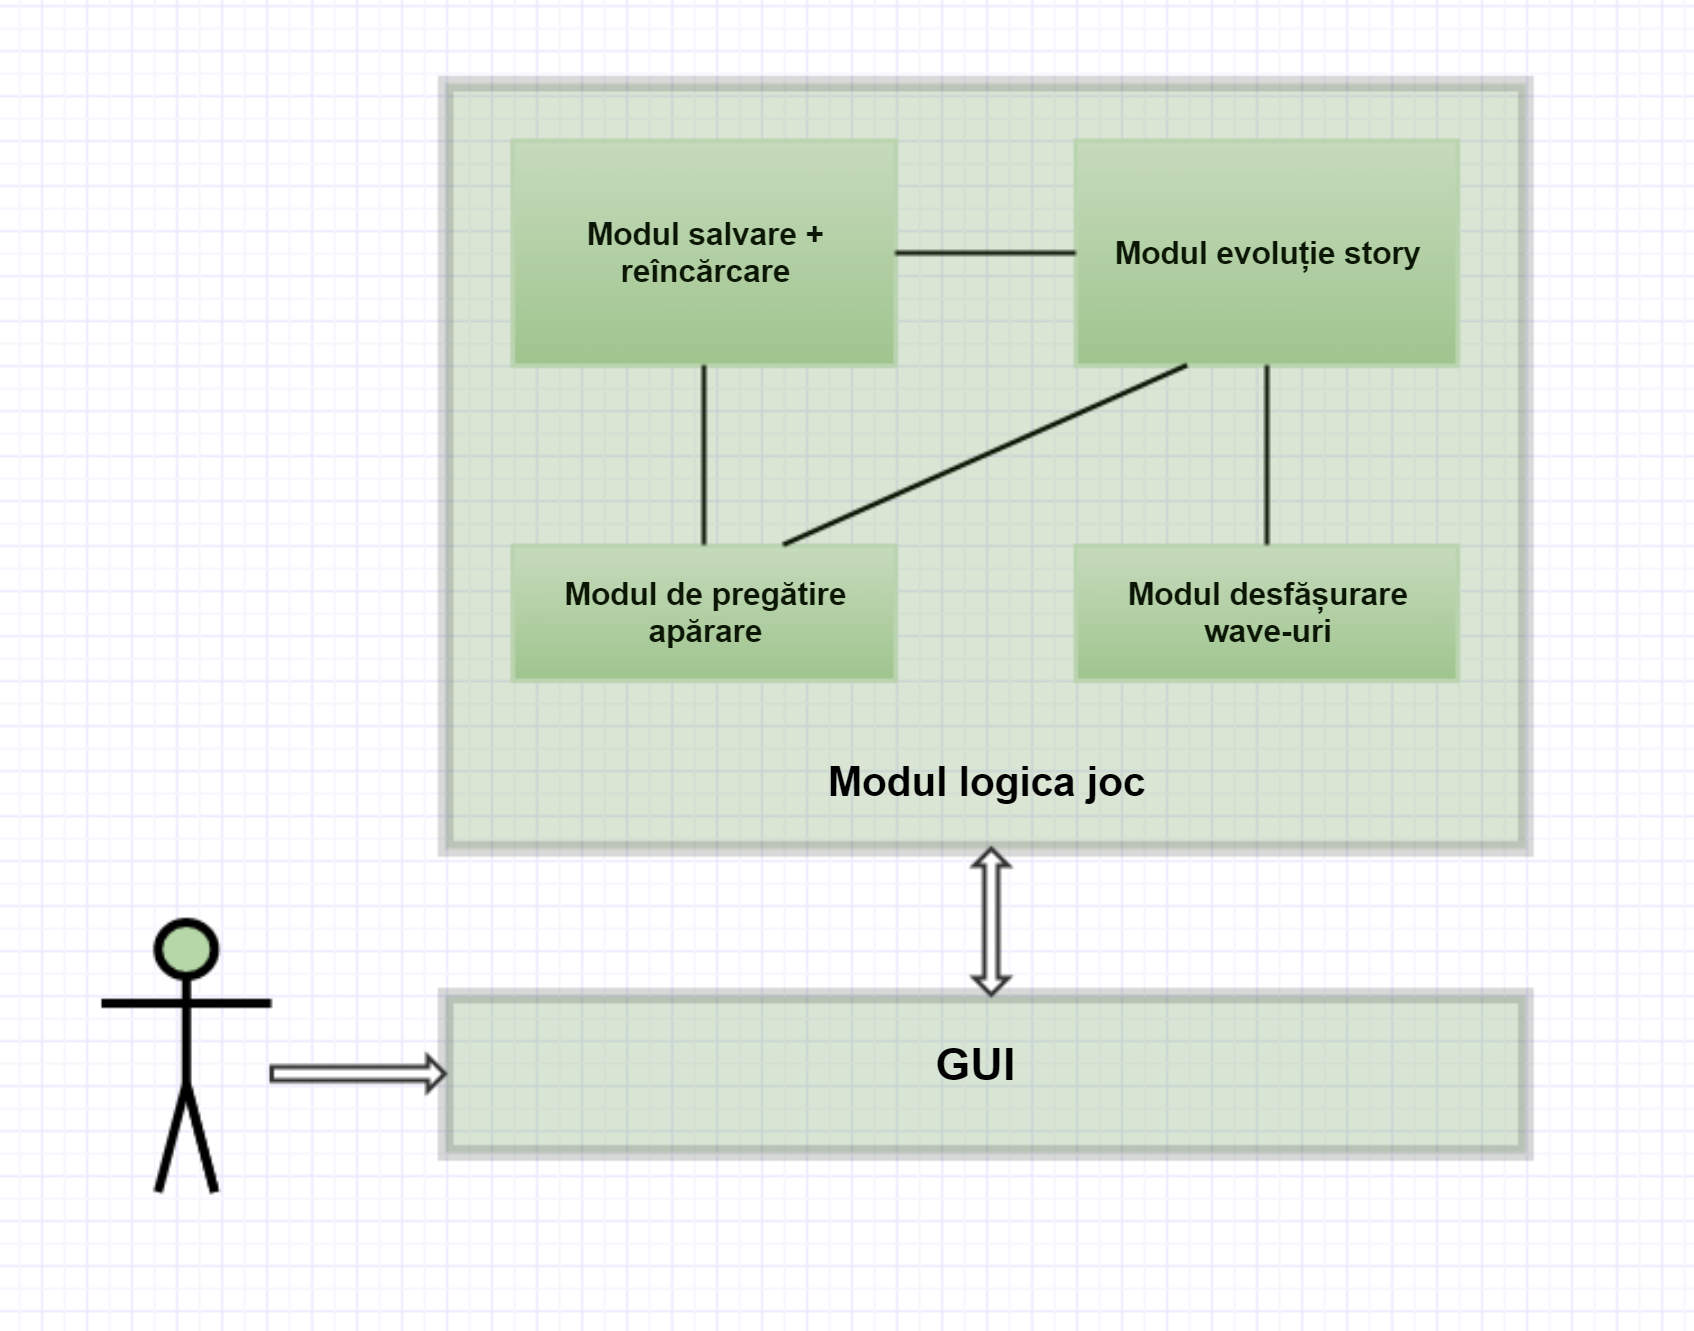 Modul salvare +
reîncărcare
Modul evoluție story
Modul de pregătire
apărare
Modul desfășurare
wave-uri
Modul logica joc
GUI